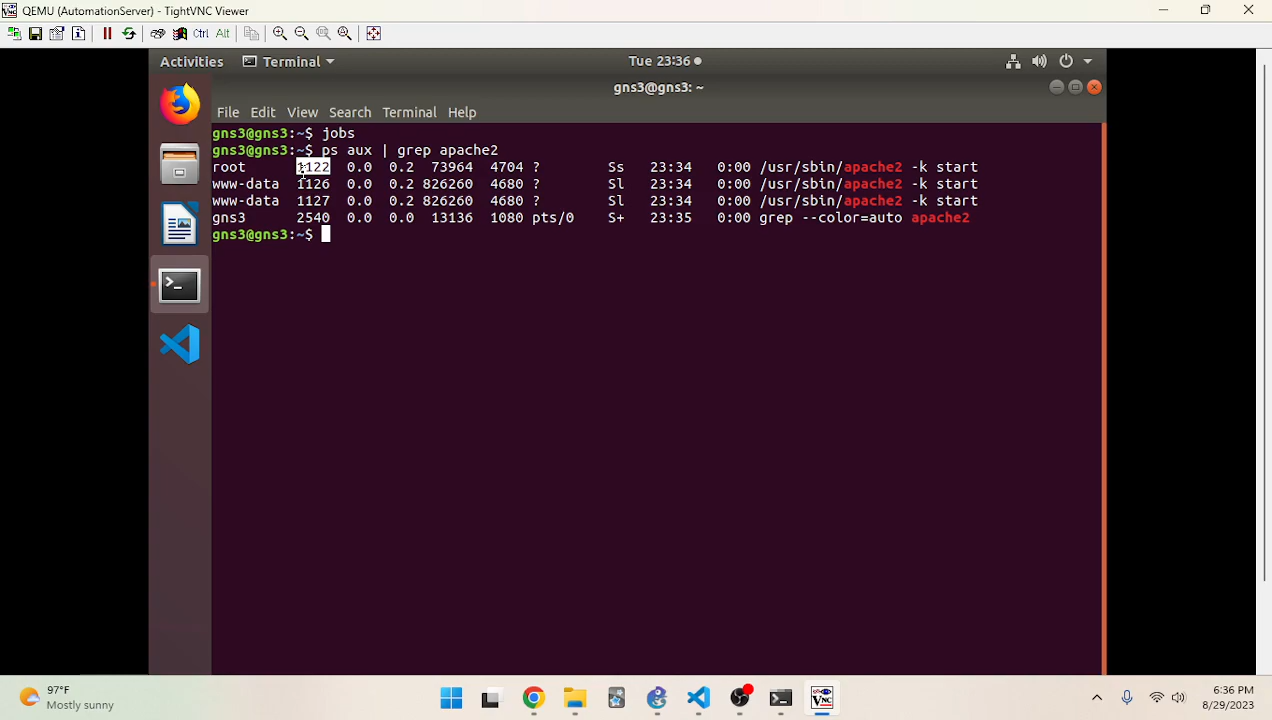 QEMU (AutomationServer) - TightVNC Viewer
Ctrl Alt
Activities Terminal Tue 23:36
gns3@gns3: ~
File Edit View Search Terminal Help
gns3@gns3:~$ jobs
gns3@gns3:~$ ps aux | grep apache2
root 1122 0.0 0.2 73964 4704 ? Ss 23:34 0:00 /usr/sbin/apache2 -k start
www-data 1126 0.0 0.2 826260 4680 ? Sl 23:34 0:00 /usr/sbin/apache2 -k start
www-data 1127 0.0 0.2 826260 4680 ? Sl 23:34 0:00 /usr/sbin/apache2 -k start
gns3 2540 0.0 0.0 13136 1080 pts/0 S+ 23:35 0:00 grep --color=auto apache2
gns3@gns3:~$
97°F
Mostly sunny
6:36 PM
8/29/2023